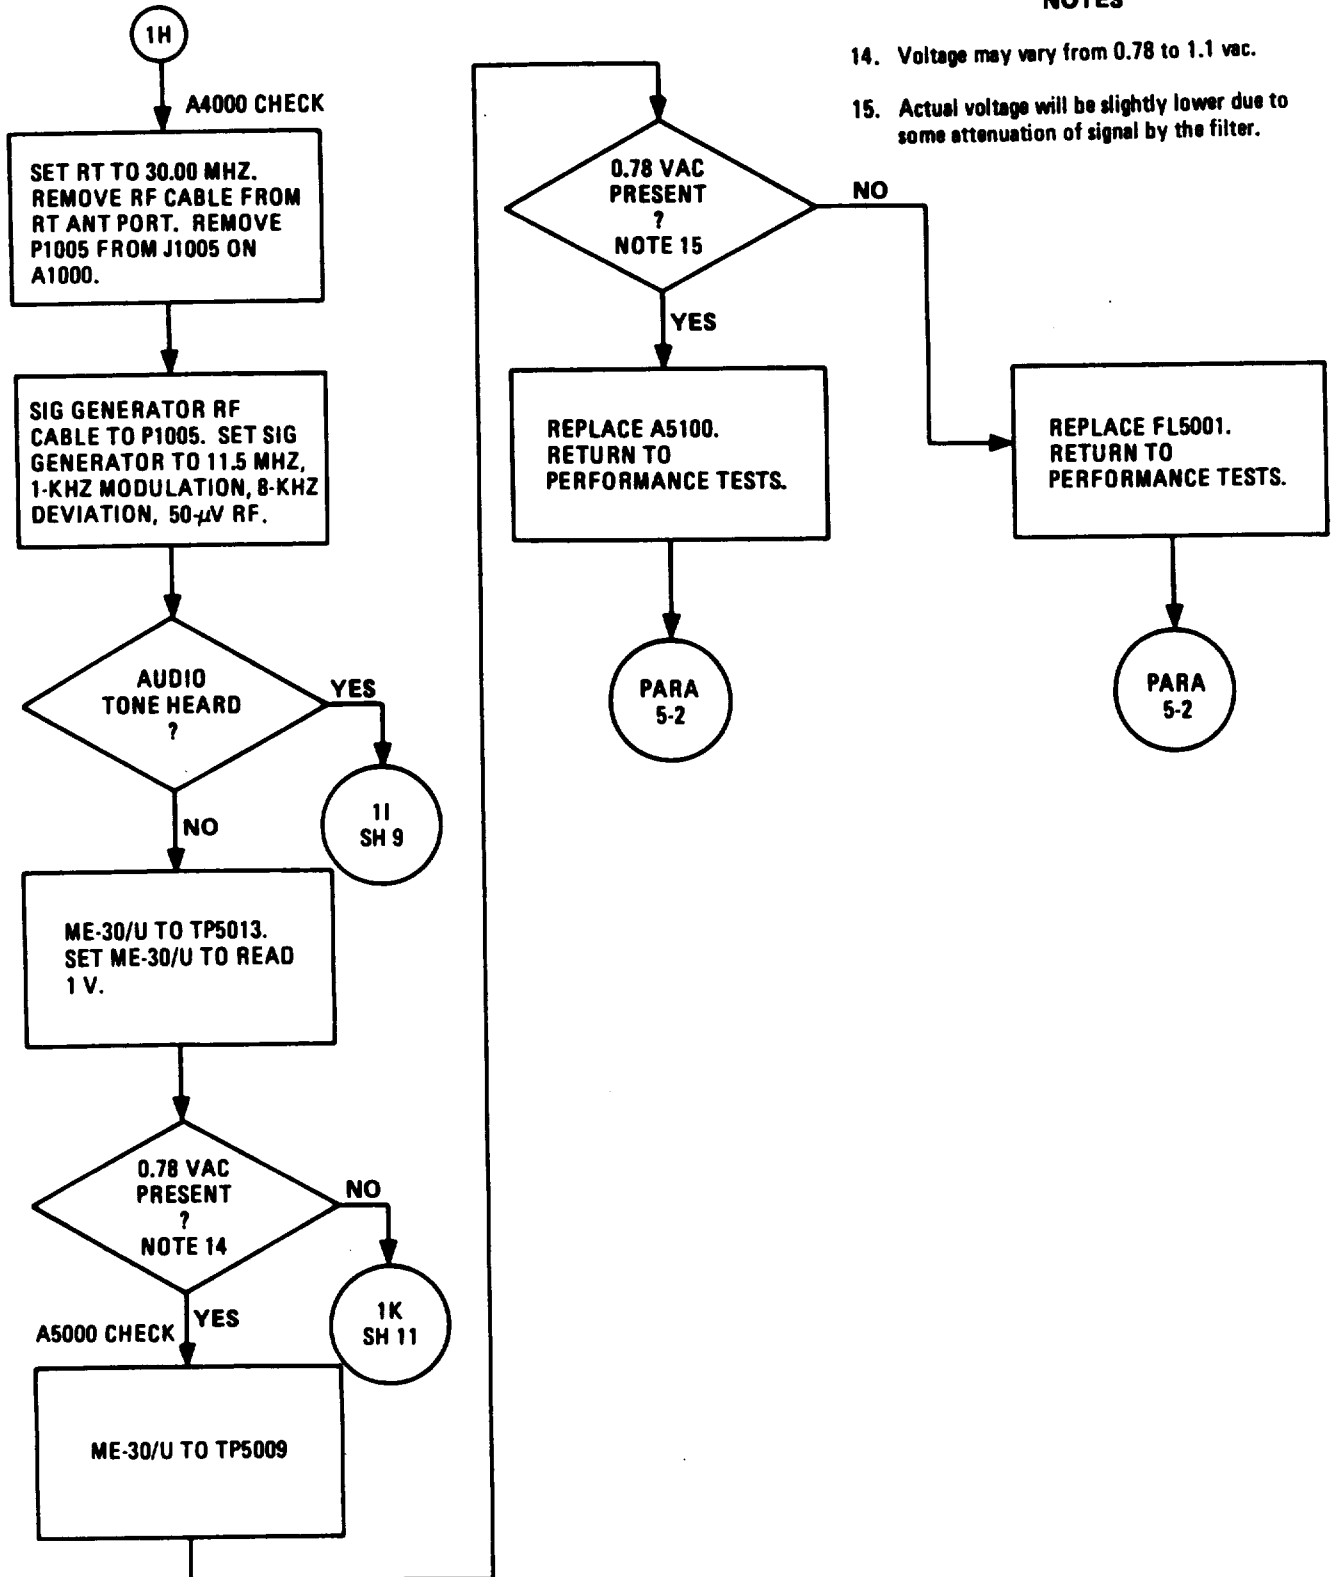 1H
A4000 CHECK
SET RT TO 30.00 MHZ.
REMOVE RF CABLE FROM
RT ANT PORT. REMOVE
P1005 FROM J1005 ON
A1000.
SIG GENERATOR RF
CABLE TO P1005. SET SIG
GENERATOR TO 11.5 MHZ,
1-KHZ MODULATION, 8-KHZ
DEVIATION, 50-μV RF.
AUDIO
TONE HEARD
?
YES
1I
SH 9
NO
ME-30/U TO TP5013.
SET ME-30/U TO READ
1 V.
0.78 VAC
PRESENT
?
NOTE 14
NO
1K
SH 11
YES
A5000 CHECK
ME-30/U TO TP5009
0.78 VAC
PRESENT
?
NOTE 15
NO
YES
REPLACE A5100.
RETURN TO
PERFORMANCE TESTS.
PARA
5-2
REPLACE FL5001.
RETURN TO
PERFORMANCE TESTS.
PARA
5-2
NOTES
14. Voltage may vary from 0.78 to 1.1 vac.
15. Actual voltage will be slightly lower due to
some attenuation of signal by the filter.